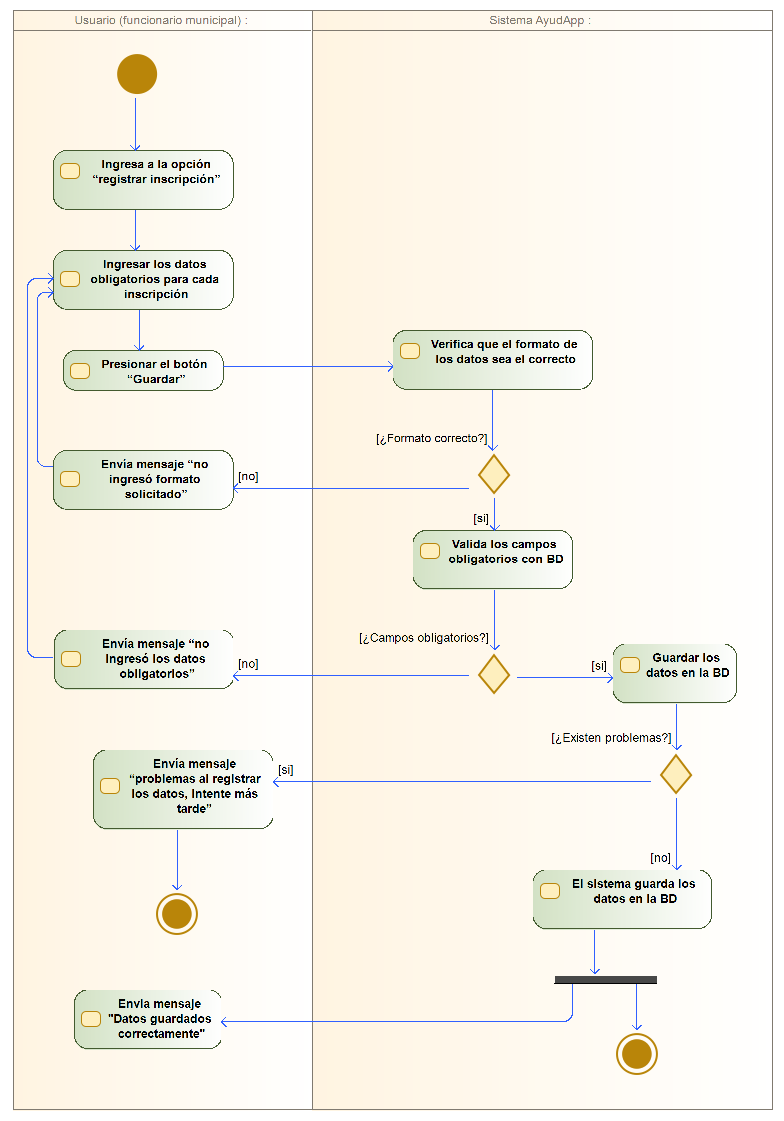 Usuario (funcionario municipal) :
Sistema AyudApp :
Ingresa a la opción
“registrar inscripción”
Ingresar los datos
obligatorios para cada
inscripción
Presionar el botón
“Guardar”
Verifica que el formato de
los datos sea el correcto
[¿Formato correcto?]
Envía mensaje “no
ingresó formato
solicitado”
[no]
[si]
Valida los campos
obligatorios con BD
[¿Campos obligatorios?]
Envía mensaje “no
ingresó los datos
obligatorios”
[no]
[si]
Guardar los
datos en la BD
[¿Existen problemas?]
Envía mensaje
“problemas al registrar
los datos, intente más
tarde”
[si]
[no]
El sistema guarda los
datos en la BD
Envia mensaje
"Datos guardados
correctamente"